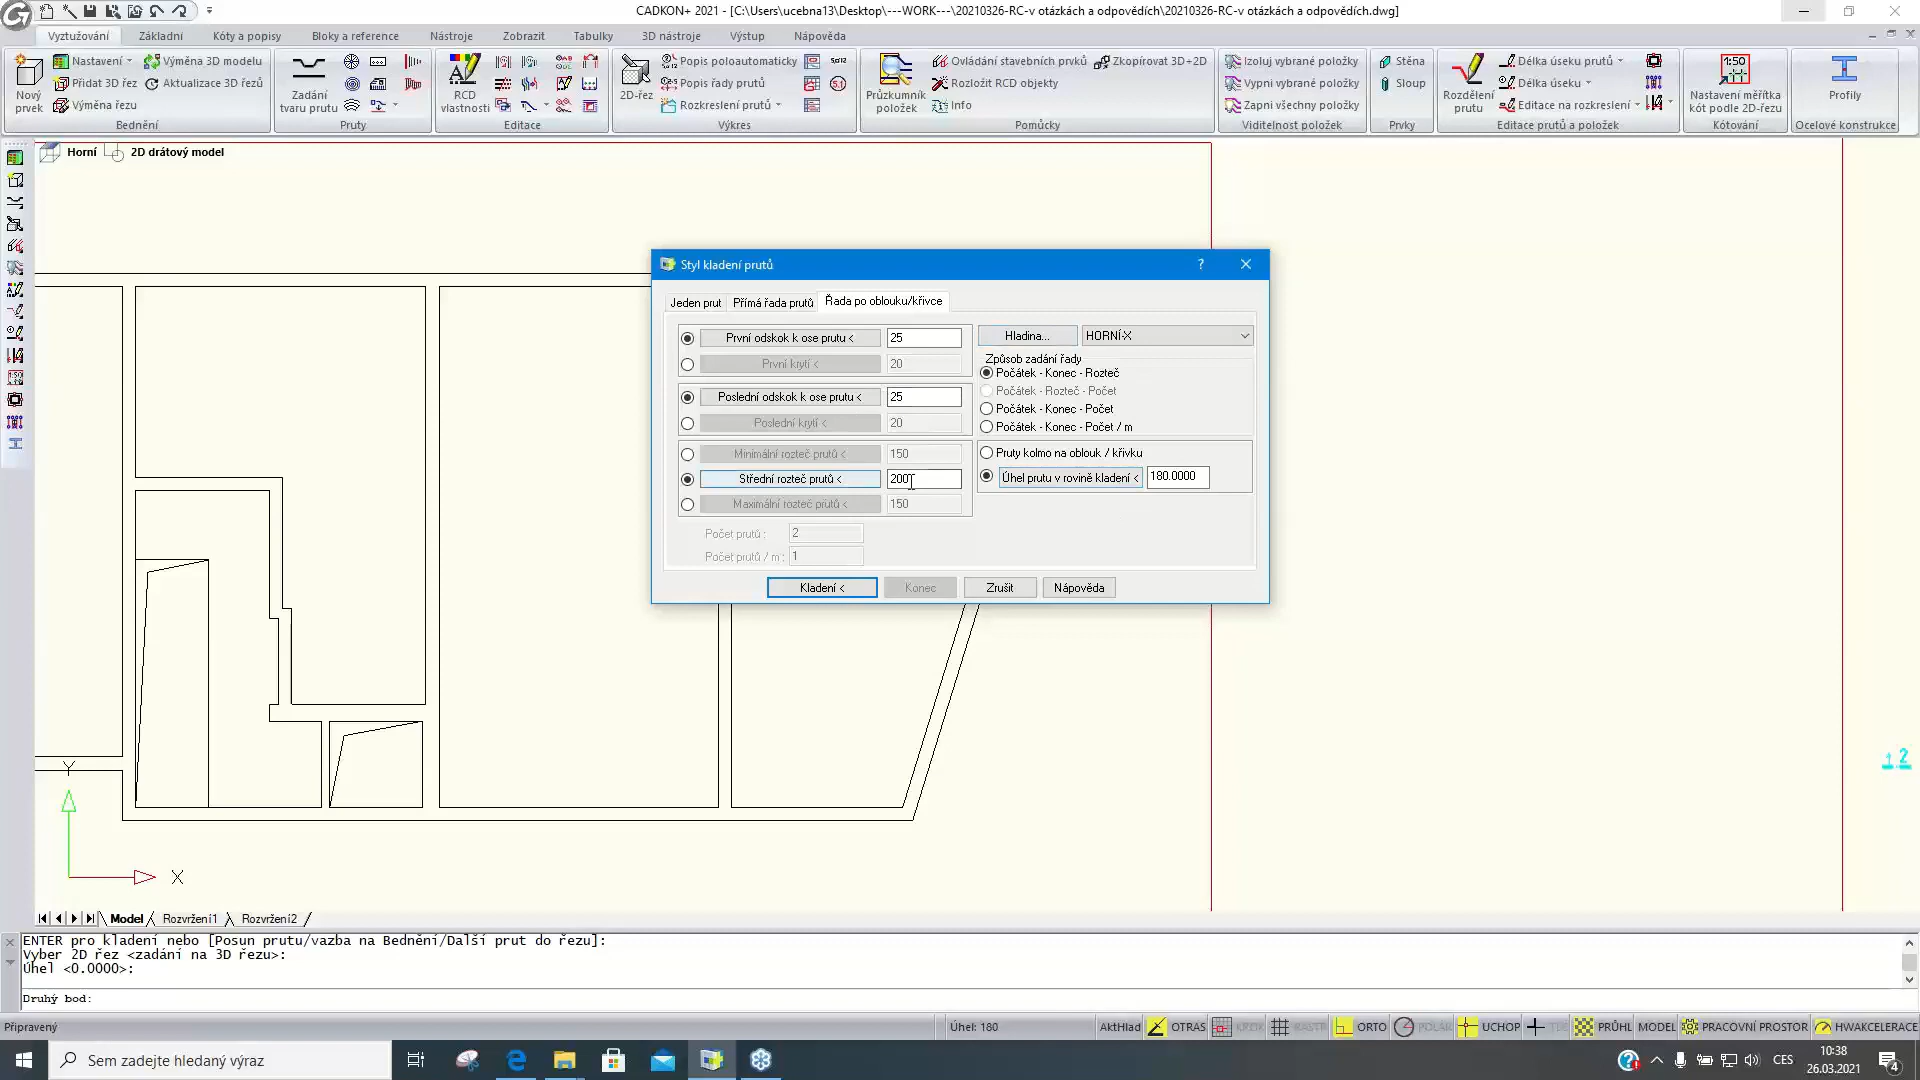 CADKON+ 2021 - [C:\Users\ucebna13\Desktop\---WORK---\20210326-RC-v otázkách a odpovědích\20210326-RC-v otázkách a odpovědích.dwg]
Vyztužování Základní Kóty a popisy Bloky a reference Nástroje Zobrazit Tabulky 3D nástroje Výstup Nápověda
Nový prvek
Nastavení
Přidat 3D řez
Výměna řezu
Výměna 3D modelu
Aktualizace 3D řezů
Bednění
Zadání tvaru prutu
Pruty
RCD vlastnosti
Editace
2D-řez
Popis poloautomaticky
Popis řady prutů
Rozkreslení prutů
Výkres
Průzkumník položek
Ovládání stavebních prvků
Rozložit RCD objekty
Info
Zkopírovat 3D+2D
Pomůcky
Izoluj vybrané položky
Vypni vybrané položky
Zapni všechny položky
Viditelnost položek
Stěna
Sloup
Prvky
Rozdělení prutu
Délka úseku prutů
Délka úseku
Editace na rozkreslení
Editace prutů a položek
1:50
Nastavení měřítka kót podle 2D-řezu
Kótování
Profily
Ocelové konstrukce
Horní 2D drátový model
Styl kladení prutů ?
Jeden prut Přímá řada prutů Řada po oblouku/křivce
První odskok k ose prutu < 25
První krytí < 20
Poslední odskok k ose prutu < 25
Poslední krytí < 20
Minimální rozteč prutů < 150
Střední rozteč prutů < 200
Maximální rozteč prutů < 150
Počet prutů : 2
Počet prutů / m : 1
Hladina... HORNÍ-X
Způsob zadání řady
Počátek - Konec - Rozteč
Počátek - Rozteč - Počet
Počátek - Konec - Počet
Počátek - Konec - Počet / m
Pruty kolmo na oblouk / křivku
Úhel prutu v rovině kladení < 180.0000
Kladení < Konec Zrušit Nápověda
1 2
Y
X
Model Rozvržení1 Rozvržení2
ENTER pro kladení nebo [Posun prutu/vazba na Bednění/Další prut do řezu]:
Vyber 2D řez <zadání na 3D řezu>:
Úhel <0.0000>:
Druhý bod:
Připravený Úhel: 180 AktHlad OTRAS KROK RASTR ORTO POLÁR UCHOP PRŮHL MODEL PRACOVNÍ PROSTOR HWAKCELERACE
Sem zadejte hledaný výraz
CES
10:38
26.03.2021
4